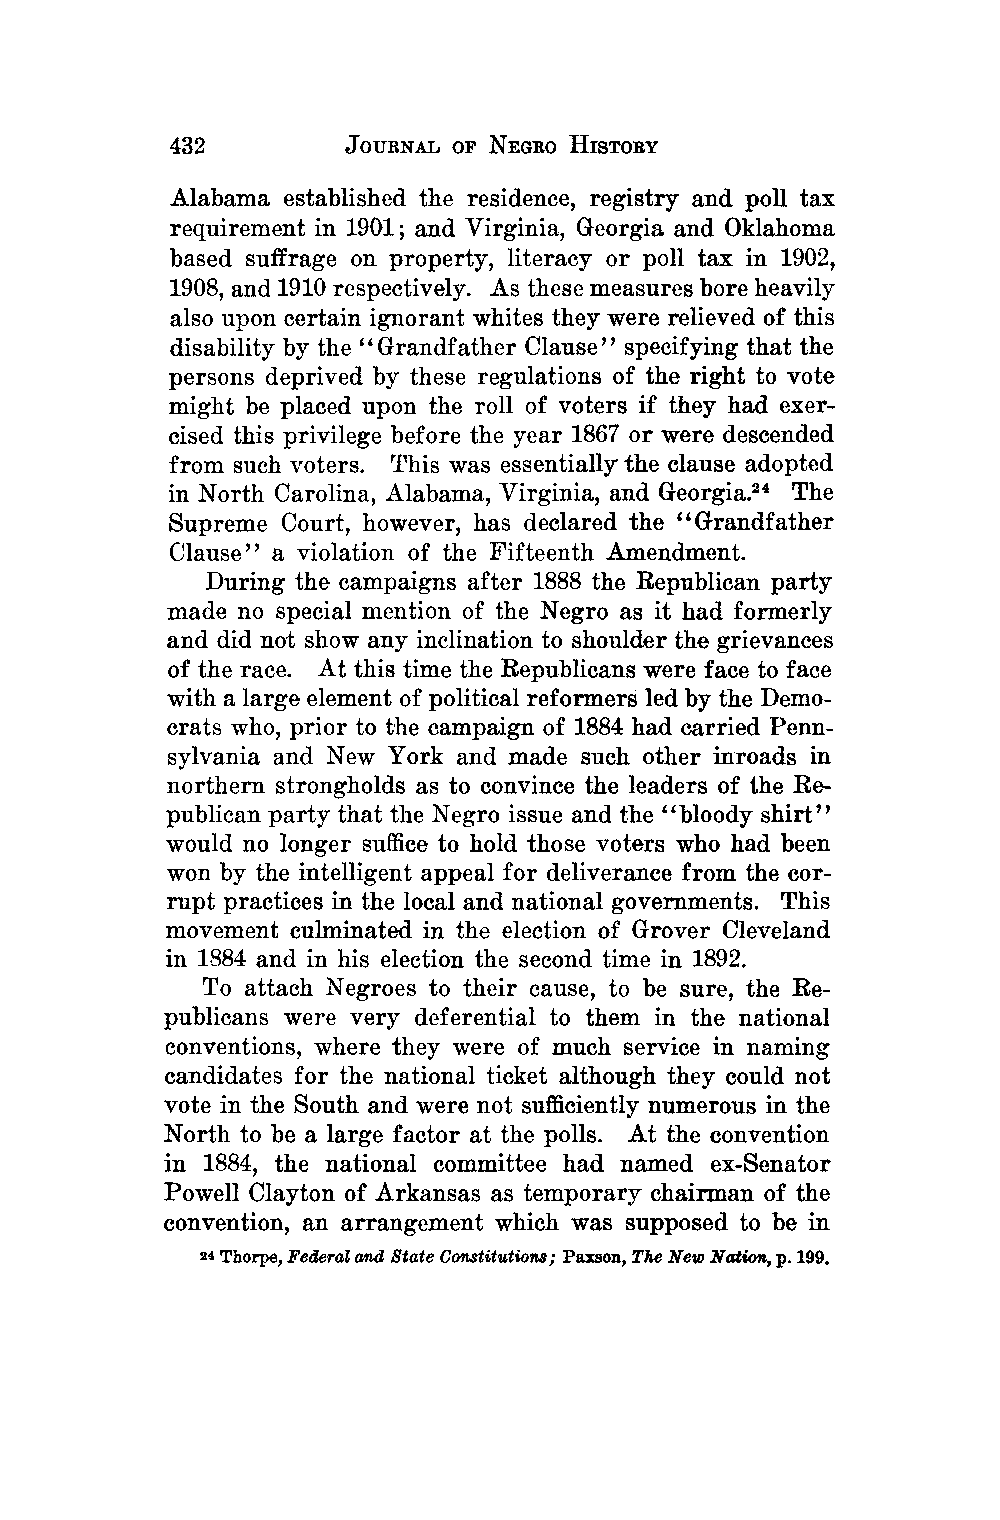 432 JOURNAL OF NEGRO HISTORY
Alabama established the residence, registry and poll tax
requirement in 1901; and Virginia, Georgia and Oklahoma
based suffrage on property, literacy or poll tax in 1902,
1908, and 1910 respectively. As these measures bore heavily
also upon certain ignorant whites they were relieved of this
disability by the “Grandfather Clause” specifying that the
persons deprived by these regulations of the right to vote
might be placed upon the roll of voters if they had exer-
cised this privilege before the year 1867 or were descended
from such voters. This was essentially the clause adopted
in North Carolina, Alabama, Virginia, and Georgia.²⁴ The
Supreme Court, however, has declared the “Grandfather
Clause” a violation of the Fifteenth Amendment.
During the campaigns after 1888 the Republican party
made no special mention of the Negro as it had formerly
and did not show any inclination to shoulder the grievances
of the race. At this time the Republicans were face to face
with a large element of political reformers led by the Demo-
crats who, prior to the campaign of 1884 had carried Penn-
sylvania and New York and made such other inroads in
northern strongholds as to convince the leaders of the Re-
publican party that the Negro issue and the “bloody shirt”
would no longer suffice to hold those voters who had been
won by the intelligent appeal for deliverance from the cor-
rupt practices in the local and national governments. This
movement culminated in the election of Grover Cleveland
in 1884 and in his election the second time in 1892.
To attach Negroes to their cause, to be sure, the Re-
publicans were very deferential to them in the national
conventions, where they were of much service in naming
candidates for the national ticket although they could not
vote in the South and were not sufficiently numerous in the
North to be a large factor at the polls. At the convention
in 1884, the national committee had named ex-Senator
Powell Clayton of Arkansas as temporary chairman of the
convention, an arrangement which was supposed to be in
²⁴ Thorpe, Federal and State Constitutions; Paxson, The New Nation, p. 199.